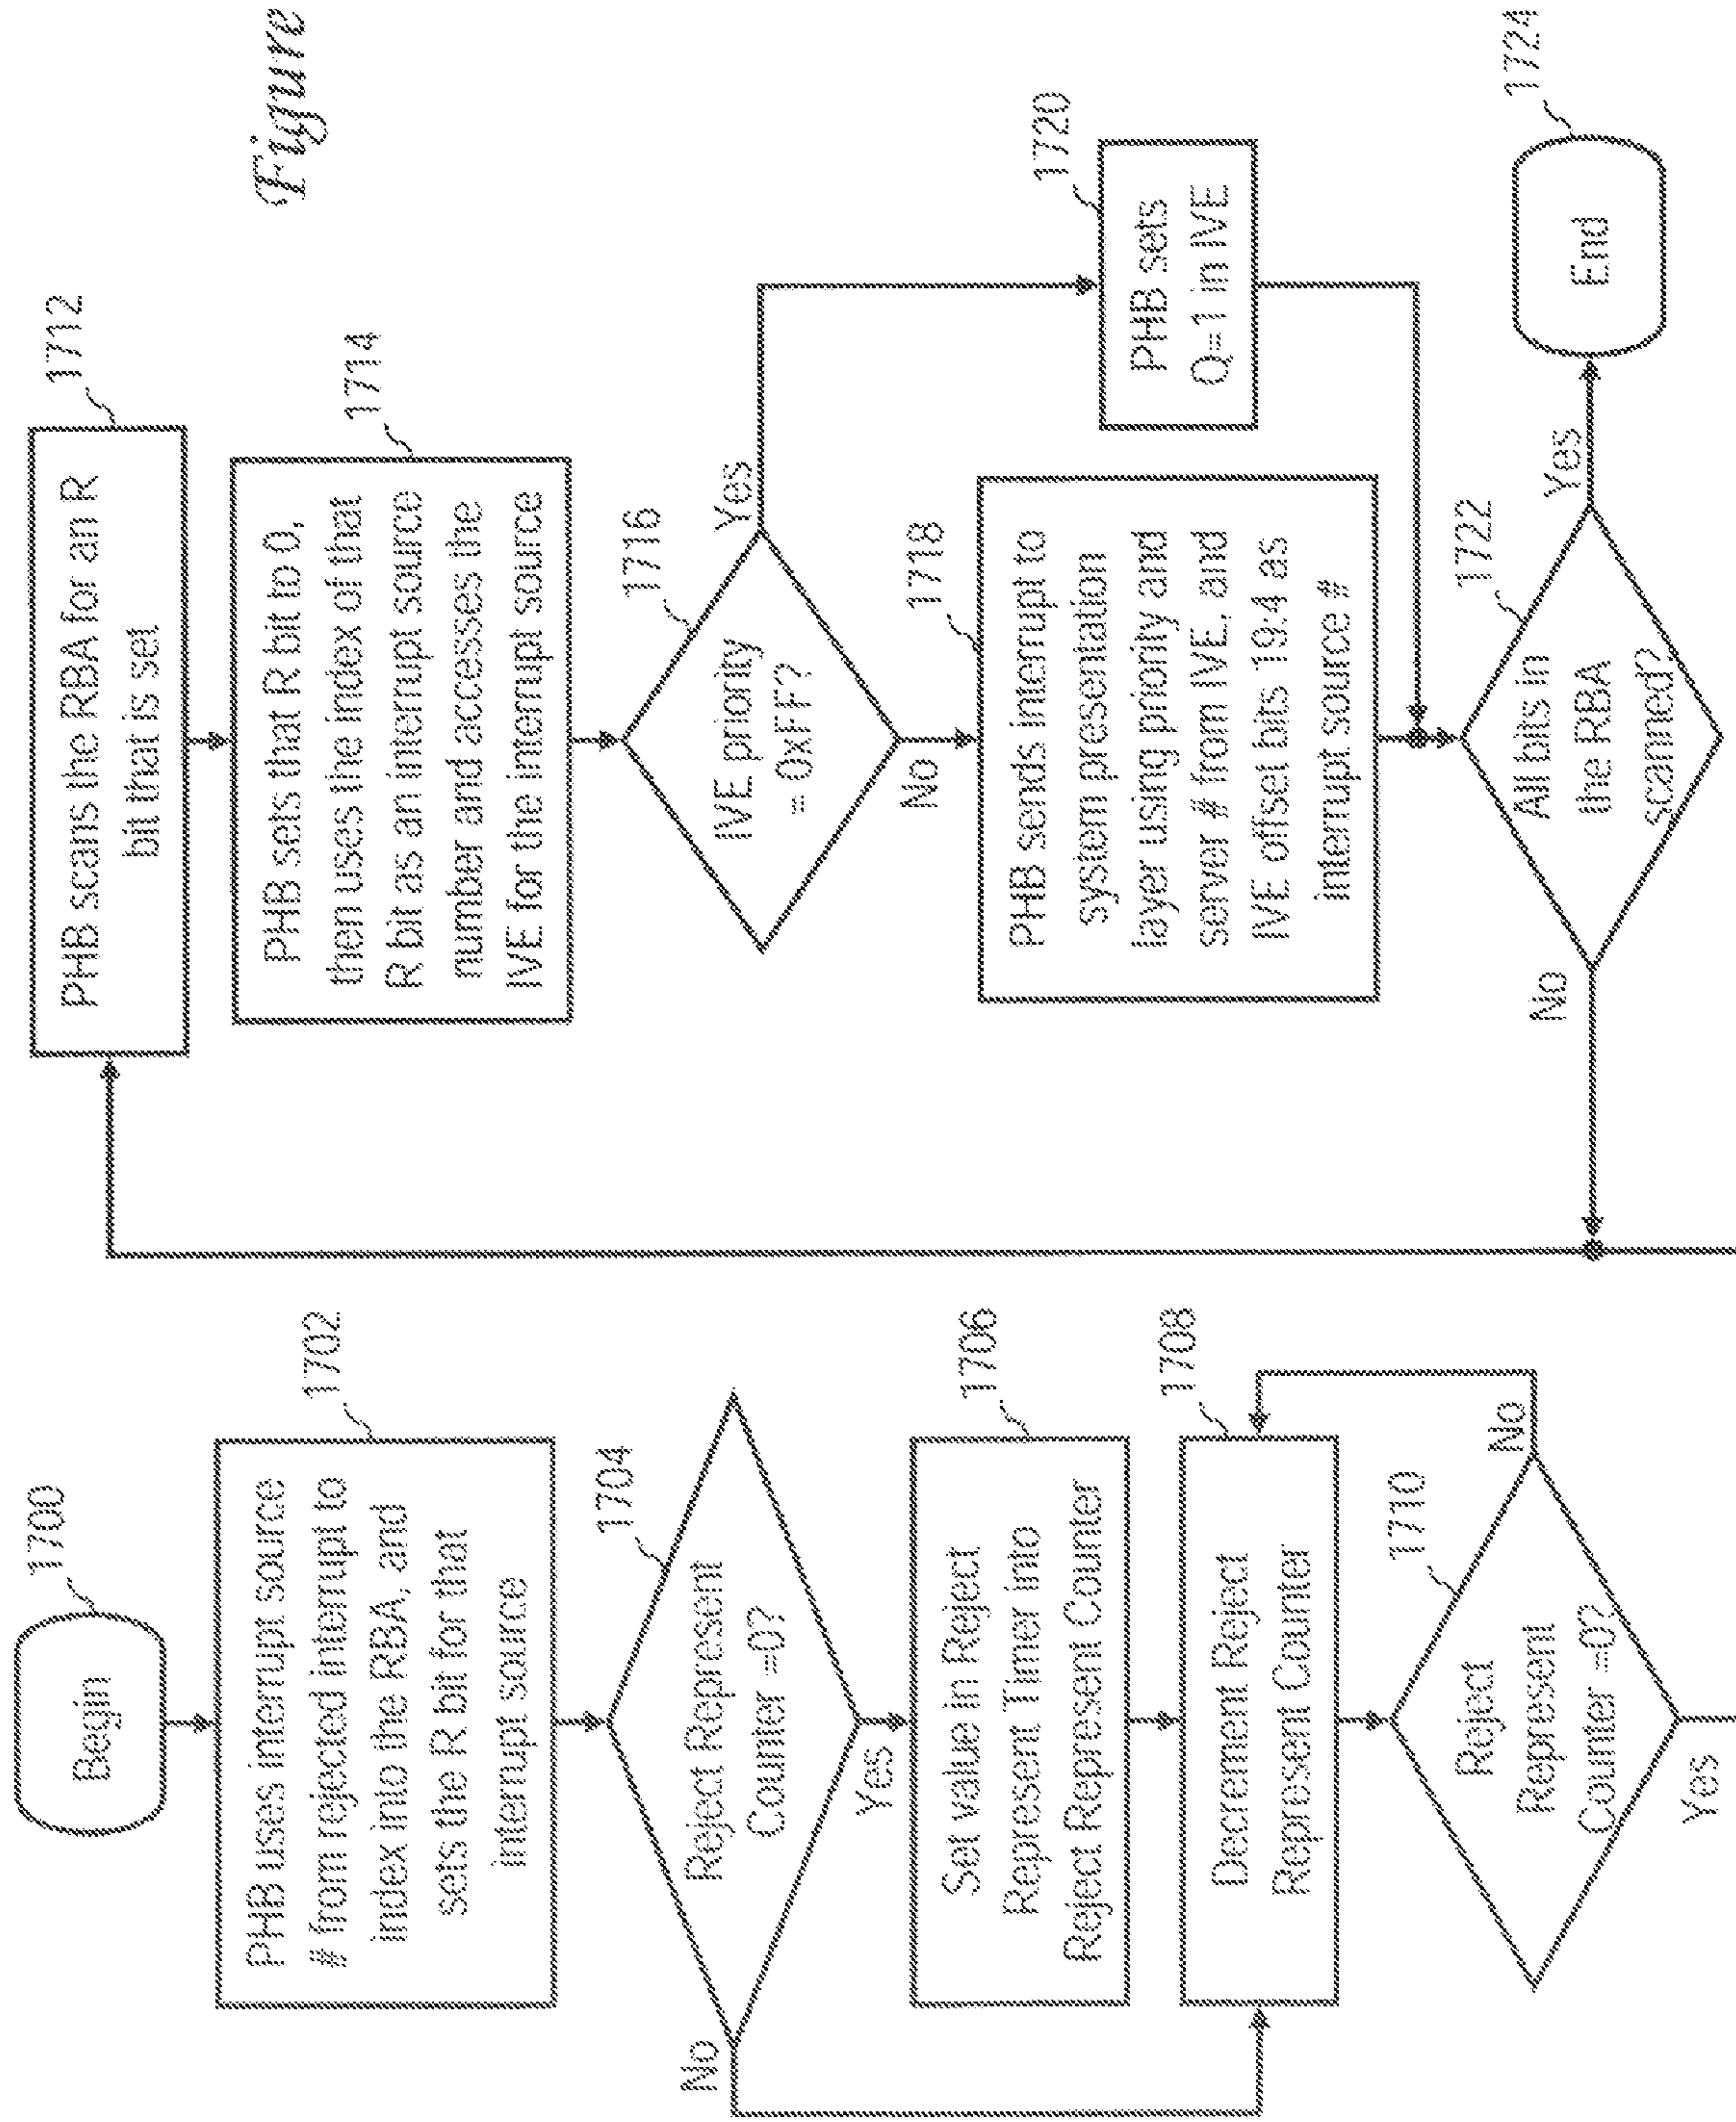 1700
Begin
1702
PHB uses interrupt source
# from rejected interrupt to
index into the RBA, and
sets the R bit for that
interrupt source
1704
Reject Represent
Counter =0?
No
Yes
1706
Set value in Reject
Represent Timer into
Reject Represent Counter
1708
Decrement Reject
Represent Counter
1710
Reject
Represent
Counter =0?
No
Yes
1712
PHB scans the RBA for an R
bit that is set
1714
PHB sets that R bit to 0,
then uses the index of that
R bit as an interrupt source
number and accesses the
IVE for the interrupt source
1716
IVE priority
= 0xFF?
Yes
No
1718
PHB sends interrupt to
system presentation
layer using priority and
server # from IVE, and
IVE offset bits 19:4 as
interrupt source #
1720
PHB sets
Q=1 in IVE
1722
All bits in
the RBA
scanned?
No
Yes
1724
End
Figure